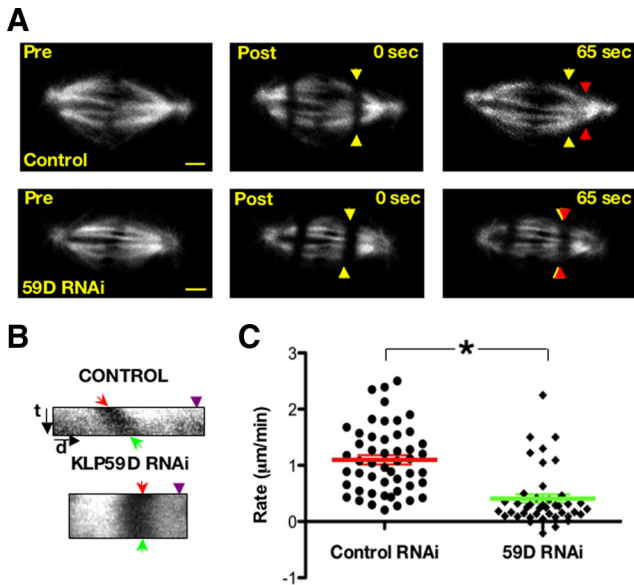 A
Pre
Post 0 sec
65 sec
Control
Pre
Post 0 sec
65 sec
59D RNAi
B
CONTROL
t
d
KLP59D RNAi
C
*
Rate (μm/min)
3
2
1
0
-1
Control RNAi
59D RNAi